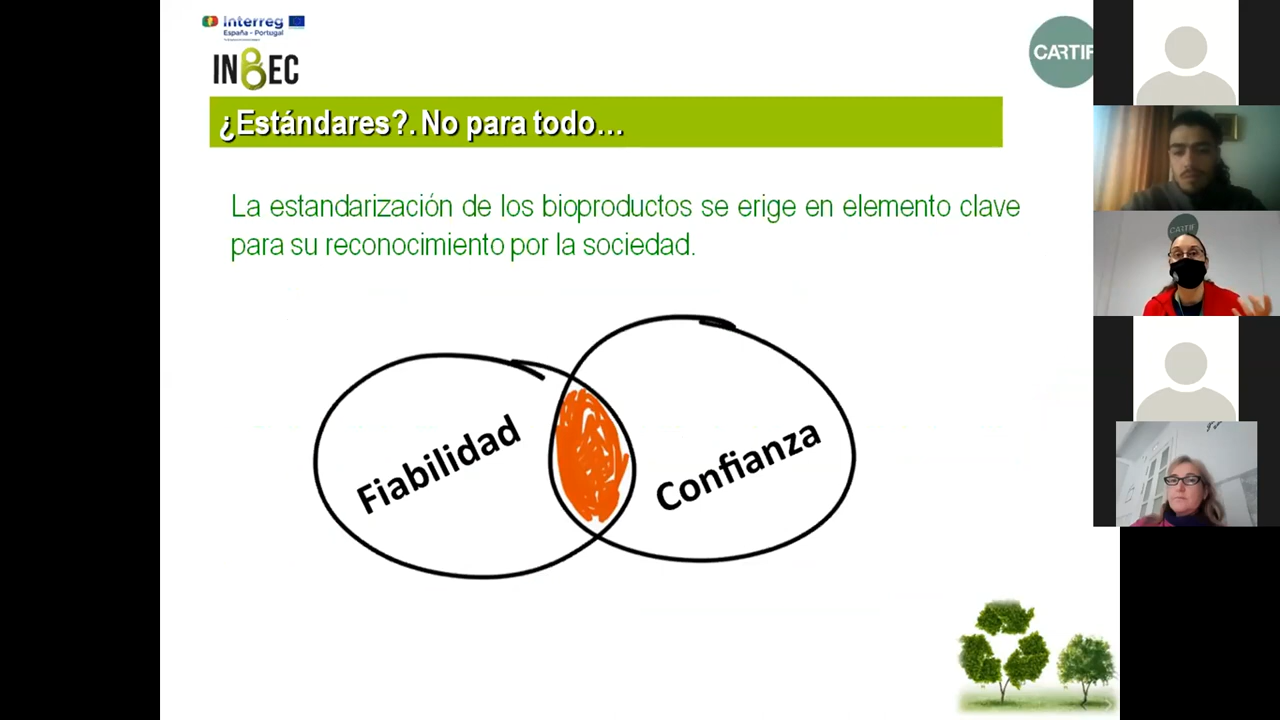 Interreg
España - Portugal
INBEC
CARTIF
¿Estándares?. No para todo...
La estandarización de los bioproductos se erige en elemento clave
para su reconocimiento por la sociedad.
Fiabilidad
Confianza
CARTIF